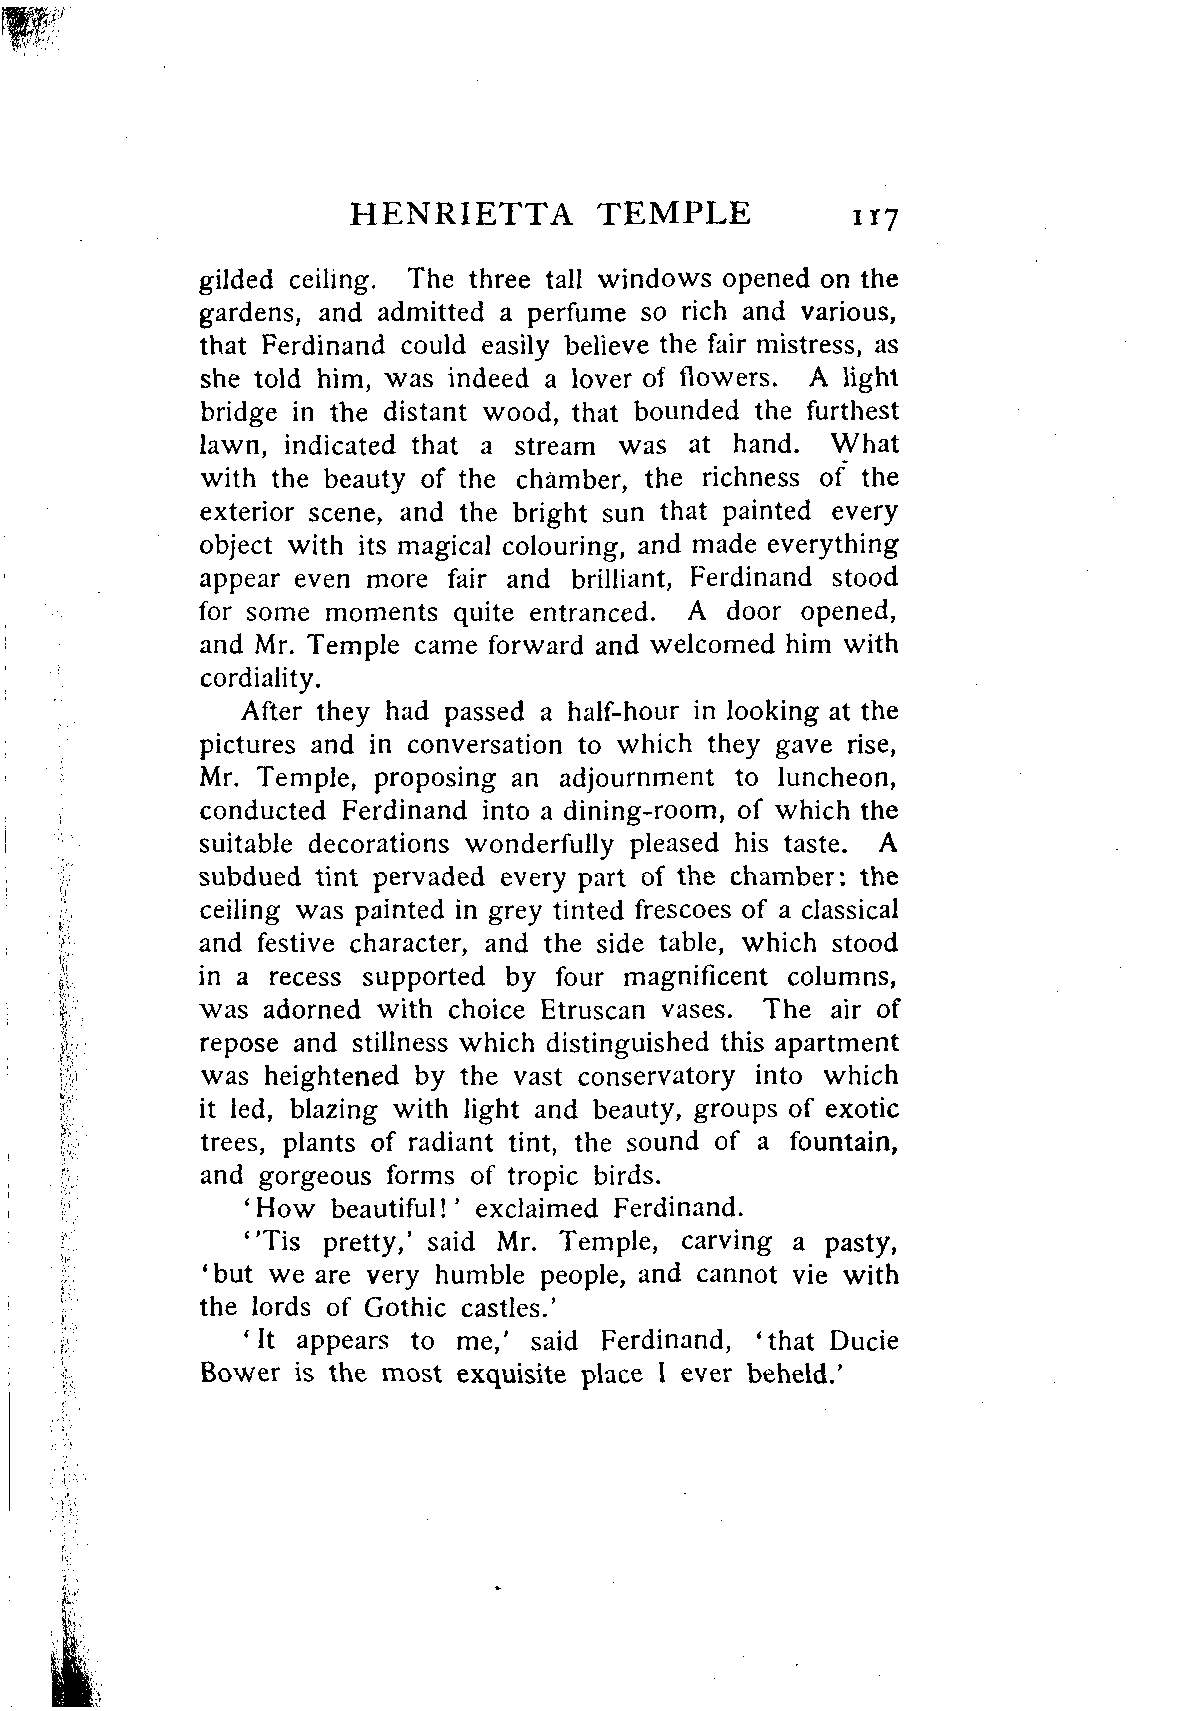 HENRIETTA TEMPLE 117
gilded ceiling. The three tall windows opened on the
gardens, and admitted a perfume so rich and various,
that Ferdinand could easily believe the fair mistress, as
she told him, was indeed a lover of flowers. A light
bridge in the distant wood, that bounded the furthest
lawn, indicated that a stream was at hand. What
with the beauty of the chamber, the richness of the
exterior scene, and the bright sun that painted every
object with its magical colouring, and made everything
appear even more fair and brilliant, Ferdinand stood
for some moments quite entranced. A door opened,
and Mr. Temple came forward and welcomed him with
cordiality.
After they had passed a half-hour in looking at the
pictures and in conversation to which they gave rise,
Mr. Temple, proposing an adjournment to luncheon,
conducted Ferdinand into a dining-room, of which the
suitable decorations wonderfully pleased his taste. A
subdued tint pervaded every part of the chamber: the
ceiling was painted in grey tinted frescoes of a classical
and festive character, and the side table, which stood
in a recess supported by four magnificent columns,
was adorned with choice Etruscan vases. The air of
repose and stillness which distinguished this apartment
was heightened by the vast conservatory into which
it led, blazing with light and beauty, groups of exotic
trees, plants of radiant tint, the sound of a fountain,
and gorgeous forms of tropic birds.
‘How beautiful!’ exclaimed Ferdinand.
‘’Tis pretty,’ said Mr. Temple, carving a pasty,
‘but we are very humble people, and cannot vie with
the lords of Gothic castles.’
‘It appears to me,’ said Ferdinand, ‘that Ducie
Bower is the most exquisite place I ever beheld.’